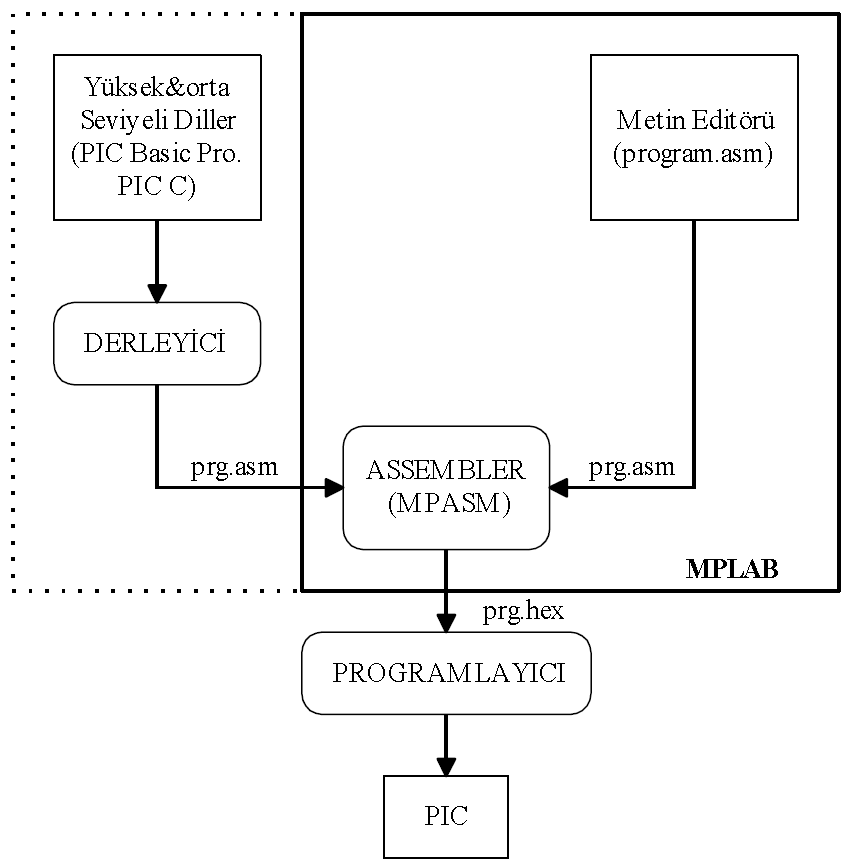 Yüksek&orta
Seviyeli Diller
(PIC Basic Pro.
PIC C)
Metin Editörü
(program.asm)
DERLEYİCİ
prg.asm
ASSEMBLER
(MPASM)
prg.asm
MPLAB
prg.hex
PROGRAMLAYICI
PIC